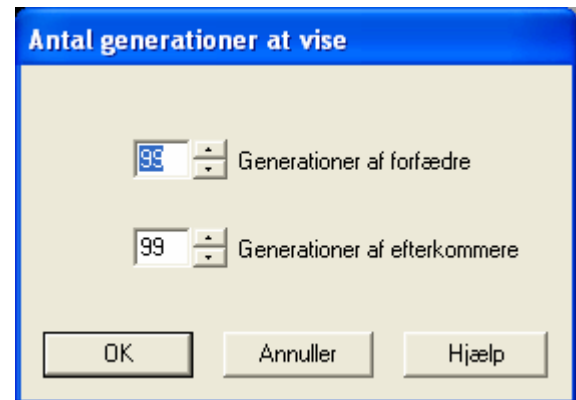 Antal generationer at vise
99 Generationer af forfædre
99 Generationer af efterkommere
OK Annuller Hjælp